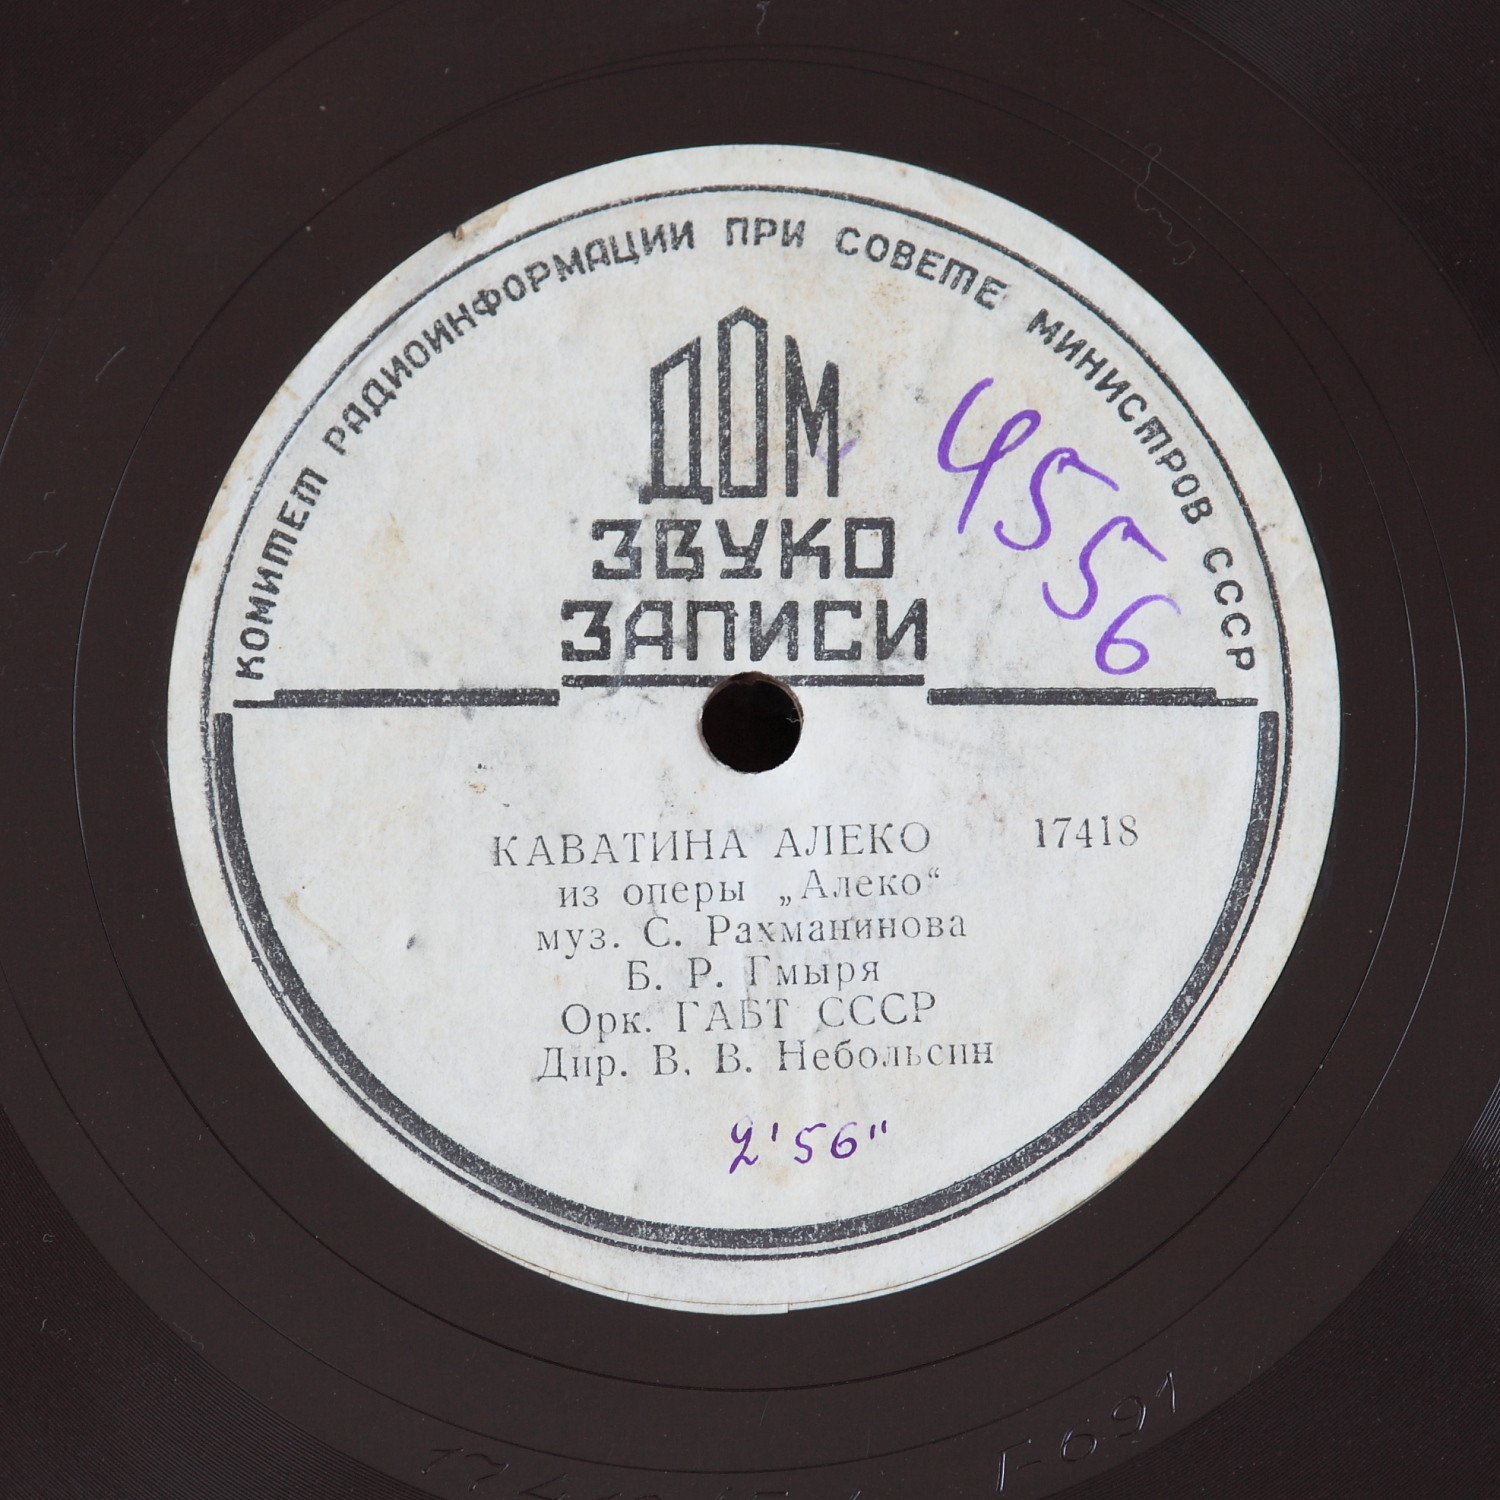 КОМИТЕТ РАДИОИНФОРМАЦИИ ПРИ СОВЕТЕ МИНИСТРОВ СССР
ДОМ
ЗВУКО
ЗАПИСИ
4556
КАВАТИНА АЛЕКО 17418
из оперы „Алеко“
муз. С. Рахманинова
Б. Р. Гмыря
Орк. ГАБТ СССР
Дир. В. В. Небольсин
2'56"
Г-691